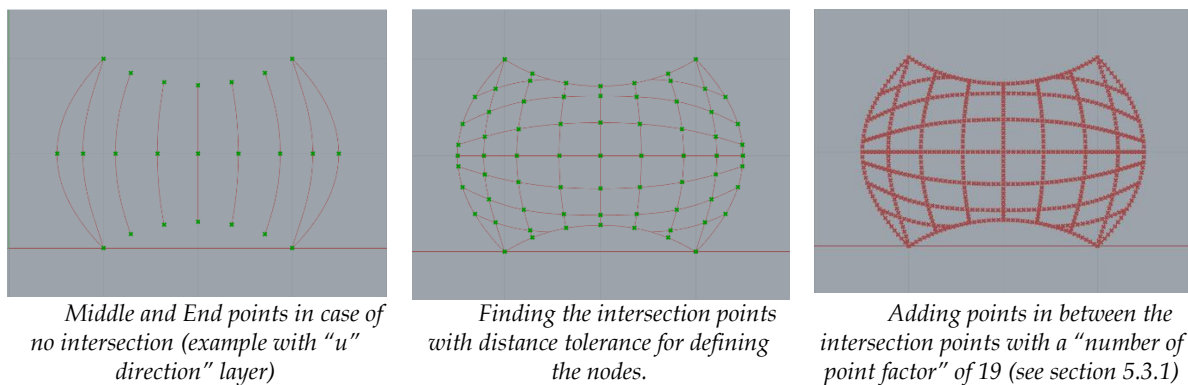 Middle and End points in case of
no intersection (example with “u”
direction” layer)
Finding the intersection points
with distance tolerance for defining
the nodes.
Adding points in between the
intersection points with a “number of
point factor” of 19 (see section 5.3.1)